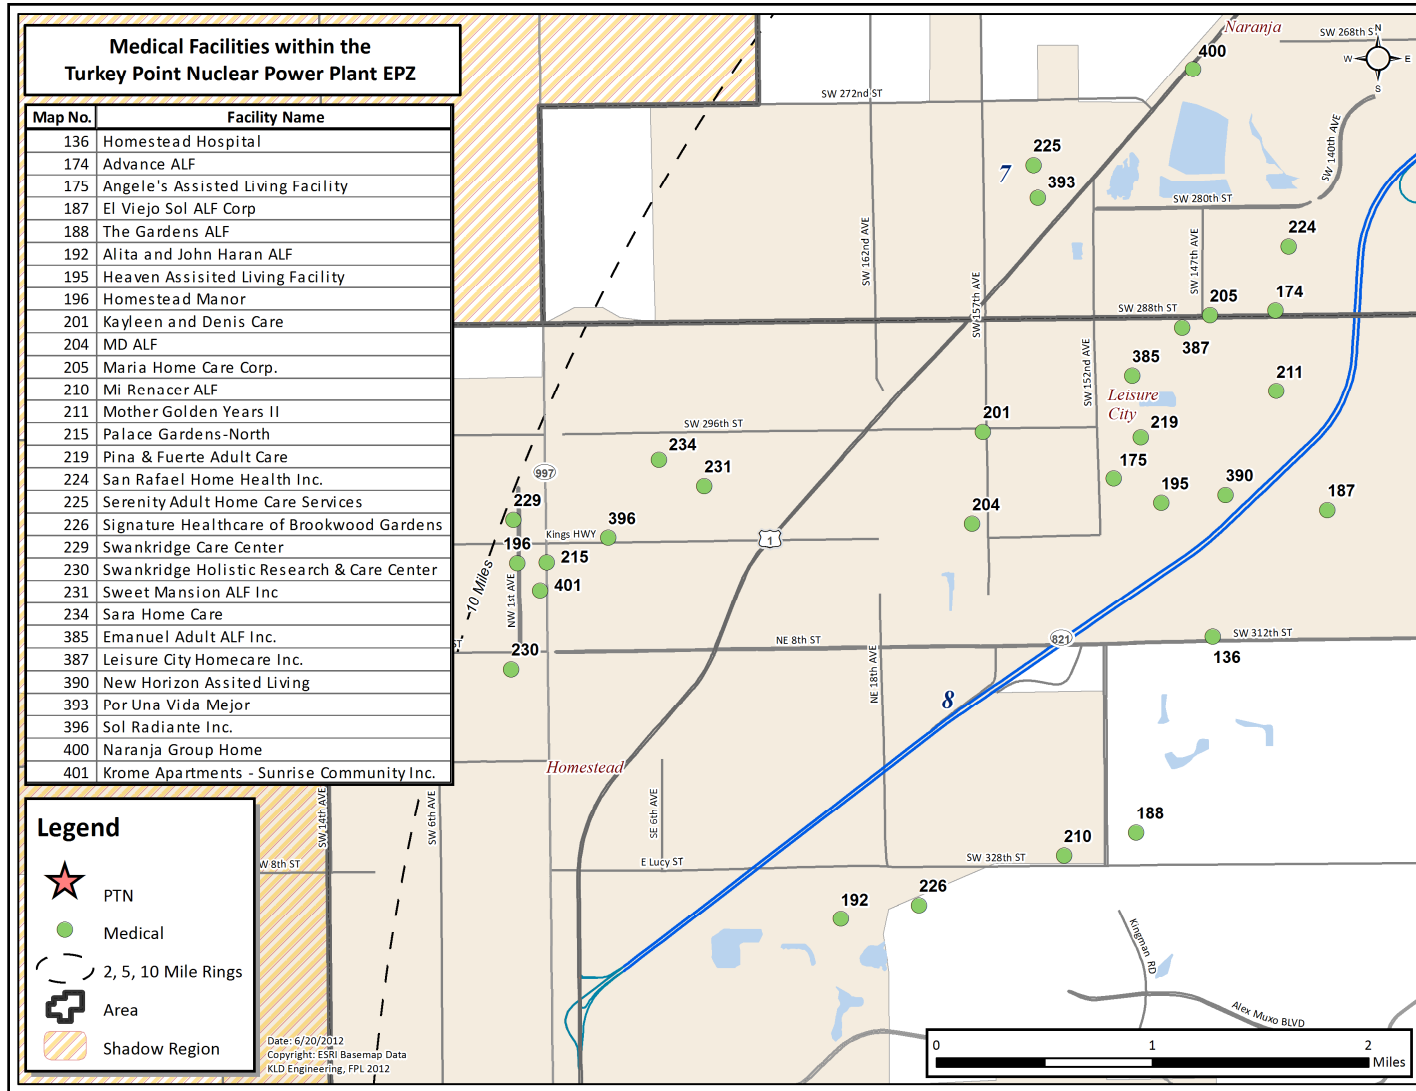 Medical Facilities within the
Turkey Point Nuclear Power Plant EPZ
Map No. Facility Name
136 Homestead Hospital
174 Advance ALF
175 Angele's Assisted Living Facility
187 El Viejo Sol ALF Corp
188 The Gardens ALF
192 Alita and John Haran ALF
195 Heaven Assisited Living Facility
196 Homestead Manor
201 Kayleen and Denis Care
204 MD ALF
205 Maria Home Care Corp.
210 Mi Renacer ALF
211 Mother Golden Years II
215 Palace Gardens-North
219 Pina & Fuerte Adult Care
224 San Rafael Home Health Inc.
225 Serenity Adult Home Care Services
226 Signature Healthcare of Brookwood Gardens
229 Swankridge Care Center
230 Swankridge Holistic Research & Care Center
231 Sweet Mansion ALF Inc
234 Sara Home Care
385 Emanuel Adult ALF Inc.
387 Leisure City Homecare Inc.
390 New Horizon Assited Living
393 Por Una Vida Mejor
396 Sol Radiante Inc.
400 Naranja Group Home
401 Krome Apartments - Sunrise Community Inc.
Legend
PTN
Medical
2, 5, 10 Mile Rings
Area
Shadow Region
Date: 6/20/2012
Copyright: ESRI Basemap Data
KLD Engineering, FPL 2012
Naranja
400
SW 268th S
N
W
E
S
SW 272nd ST
SW 140th AVE
225
7
393
SW 280th ST
SW 162nd AVE
SW 147th AVE
224
SW 157th AVE
205
174
SW 288th ST
387
SW 152nd AVE
385
211
Leisure
City
201
SW 296th ST
219
234
231
997
175
195
390
187
229
396
204
Kings HWY
1
196
215
401
10 Miles
NW 1st AVE
ST
230
NE 8th ST
821
SW 312th ST
136
NE 18th AVE
8
Homestead
SW 14th AVE
SW 6th AVE
SE 6th AVE
188
210
W 8th ST
E Lucy ST
SW 328th ST
192
226
Kingman RD
Alex Muxo BLVD
0 1 2
Miles